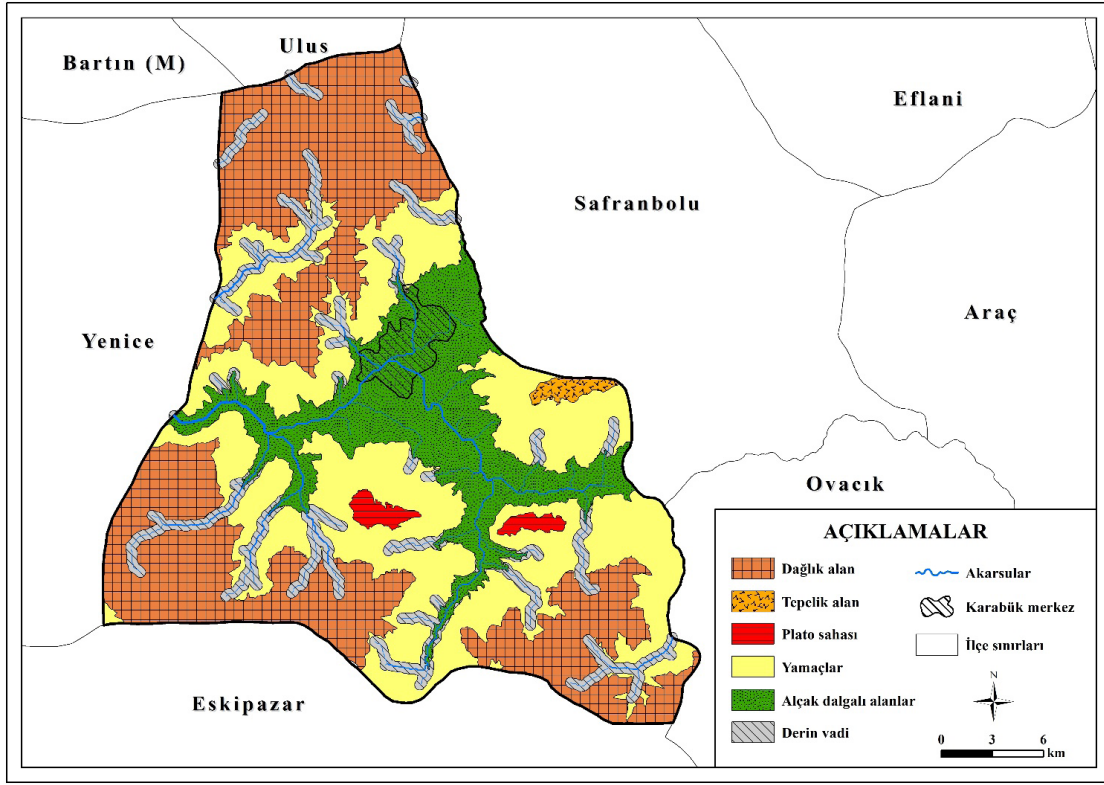 Ulus
Bartın (M)
Eflani
Safranbolu
Araç
Yenice
Ovacık
Eskipazar
AÇIKLAMALAR
Dağlık alan
Tepelik alan
Plato sahası
Yamaçlar
Alçak dalgalı alanlar
Derin vadi
Akarsular
Karabük merkez
İlçe sınırları
N
0 3 6
km